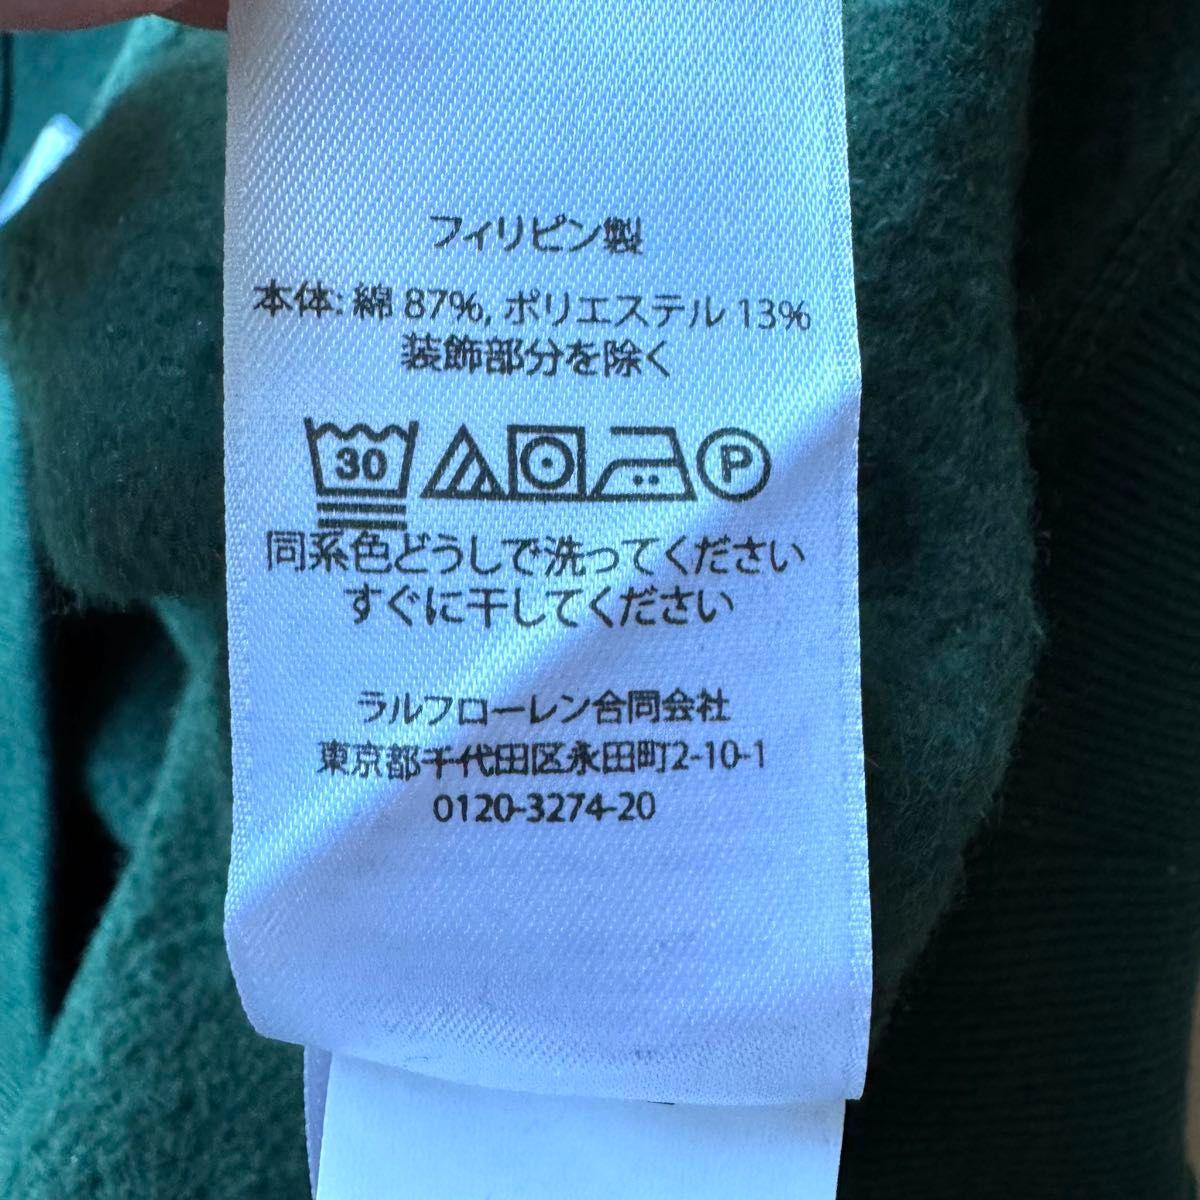 フィリピン製
本体: 綿 87%, ポリエステル 13%
装飾部分を除く
30 P
同系色どうしで洗ってください
すぐに干してください
ラルフローレン合同会社
東京都千代田区永田町2-10-1
0120-3274-20